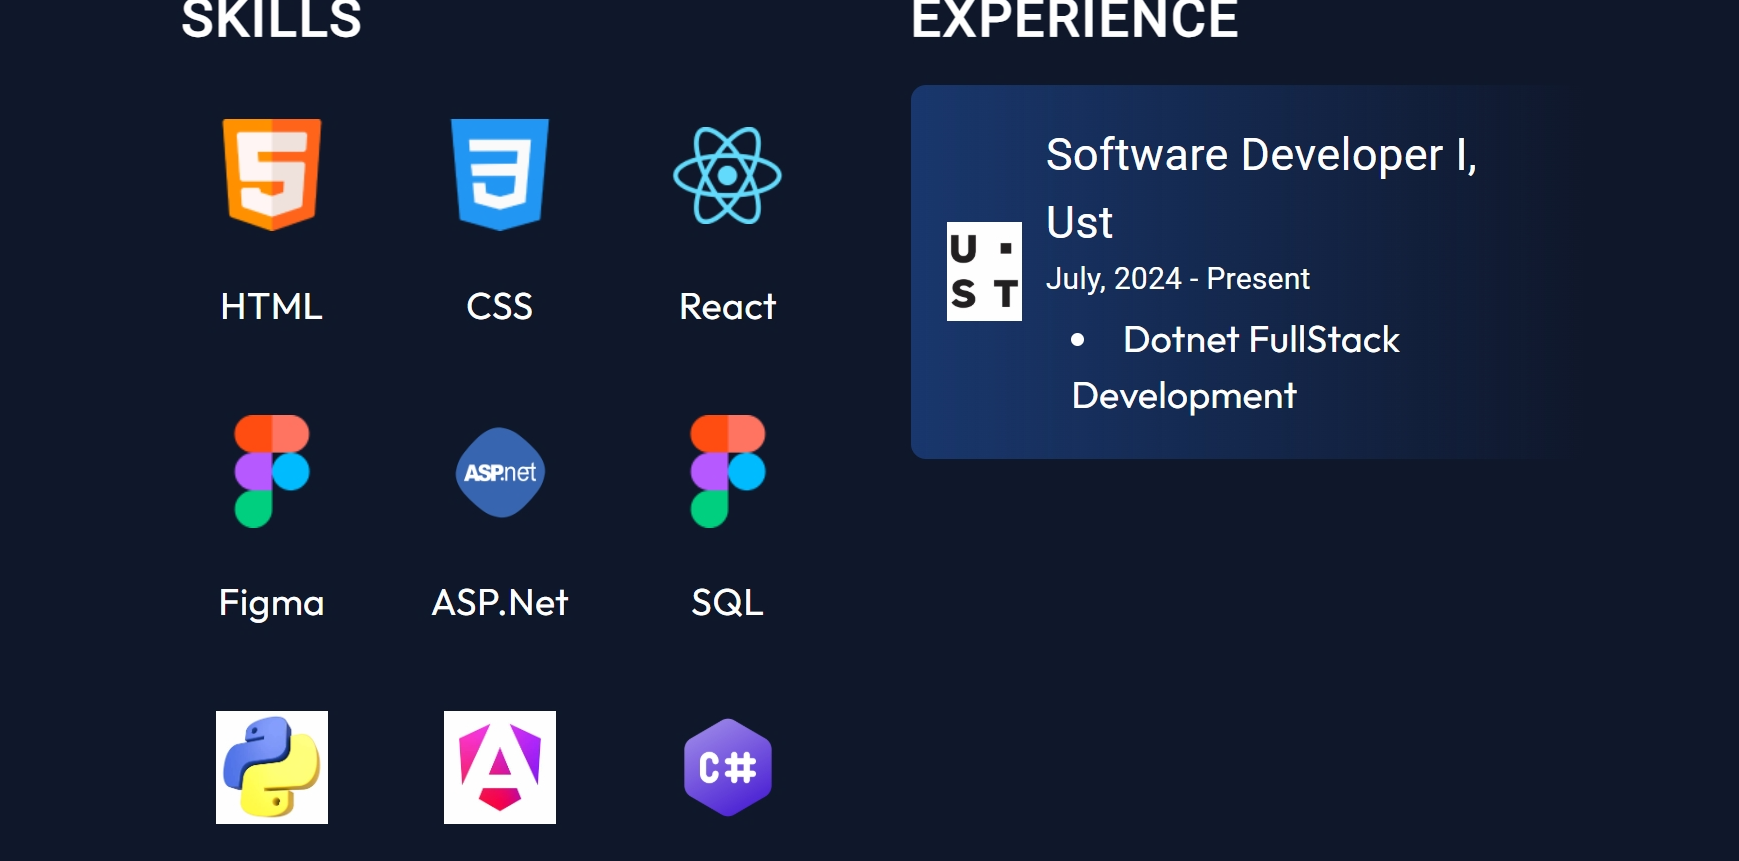 SKILLS
EXPERIENCE
HTML
CSS
React
Figma
ASP.net
ASP.Net
SQL
C#
Software Developer I,
Ust
U·
ST
July, 2024 - Present
• Dotnet FullStack
Development